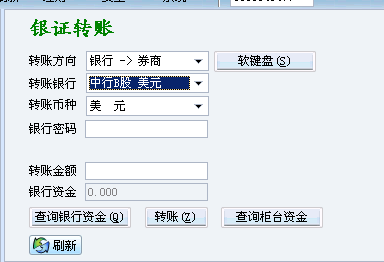 银证转账
转账方向 银行 -> 券商 软键盘(S)
转账银行 中行B股 美元
转账币种 美 元
银行密码
转账金额
银行资金 0.000
查询银行资金(Q) 转账(Z) 查询柜台资金
刷新